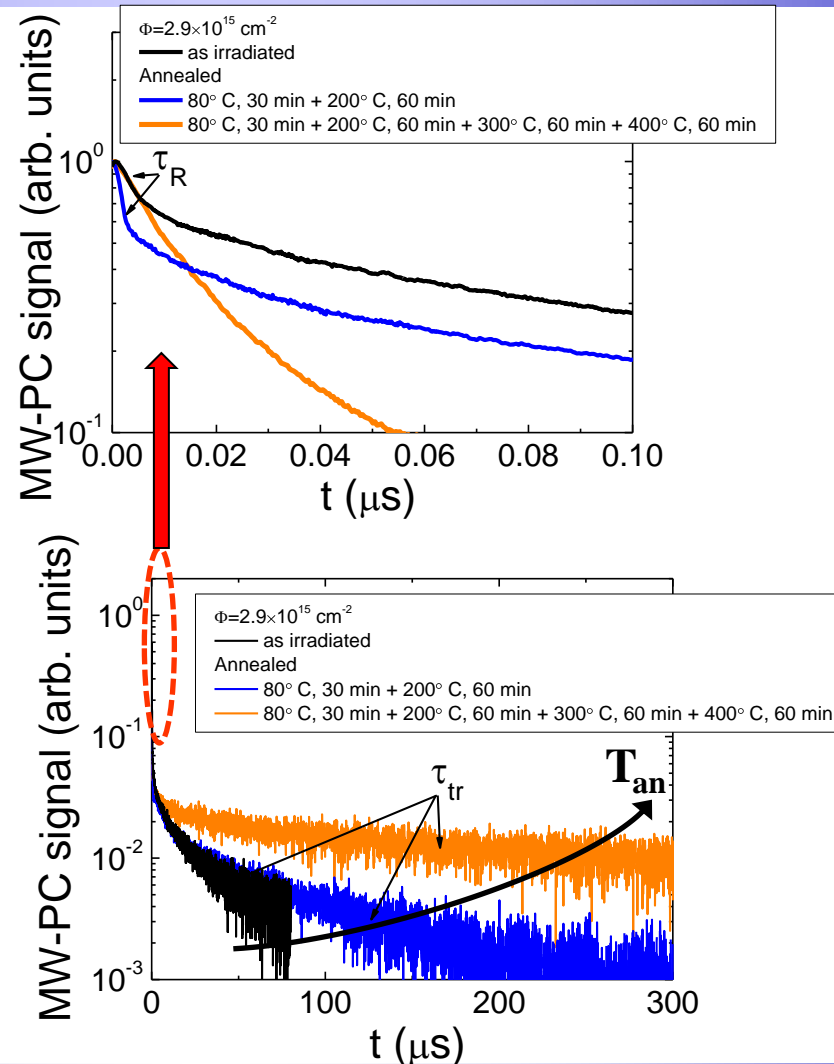 Φ=2.9×10¹⁵ cm⁻²
as irradiated
Annealed
80° C, 30 min + 200° C, 60 min
80° C, 30 min + 200° C, 60 min + 300° C, 60 min + 400° C, 60 min
MW-PC signal (arb. units)
10⁰
τ_R
10⁻¹
0.00 0.02 0.04 0.06 0.08 0.10
t (μs)
MW-PC signal (arb. units)
Φ=2.9×10¹⁵ cm⁻²
as irradiated
Annealed
80° C, 30 min + 200° C, 60 min
80° C, 30 min + 200° C, 60 min + 300° C, 60 min + 400° C, 60 min
10⁰
10⁻¹
τ_tr
T_an
10⁻²
10⁻³
0 100 200 300
t (μs)